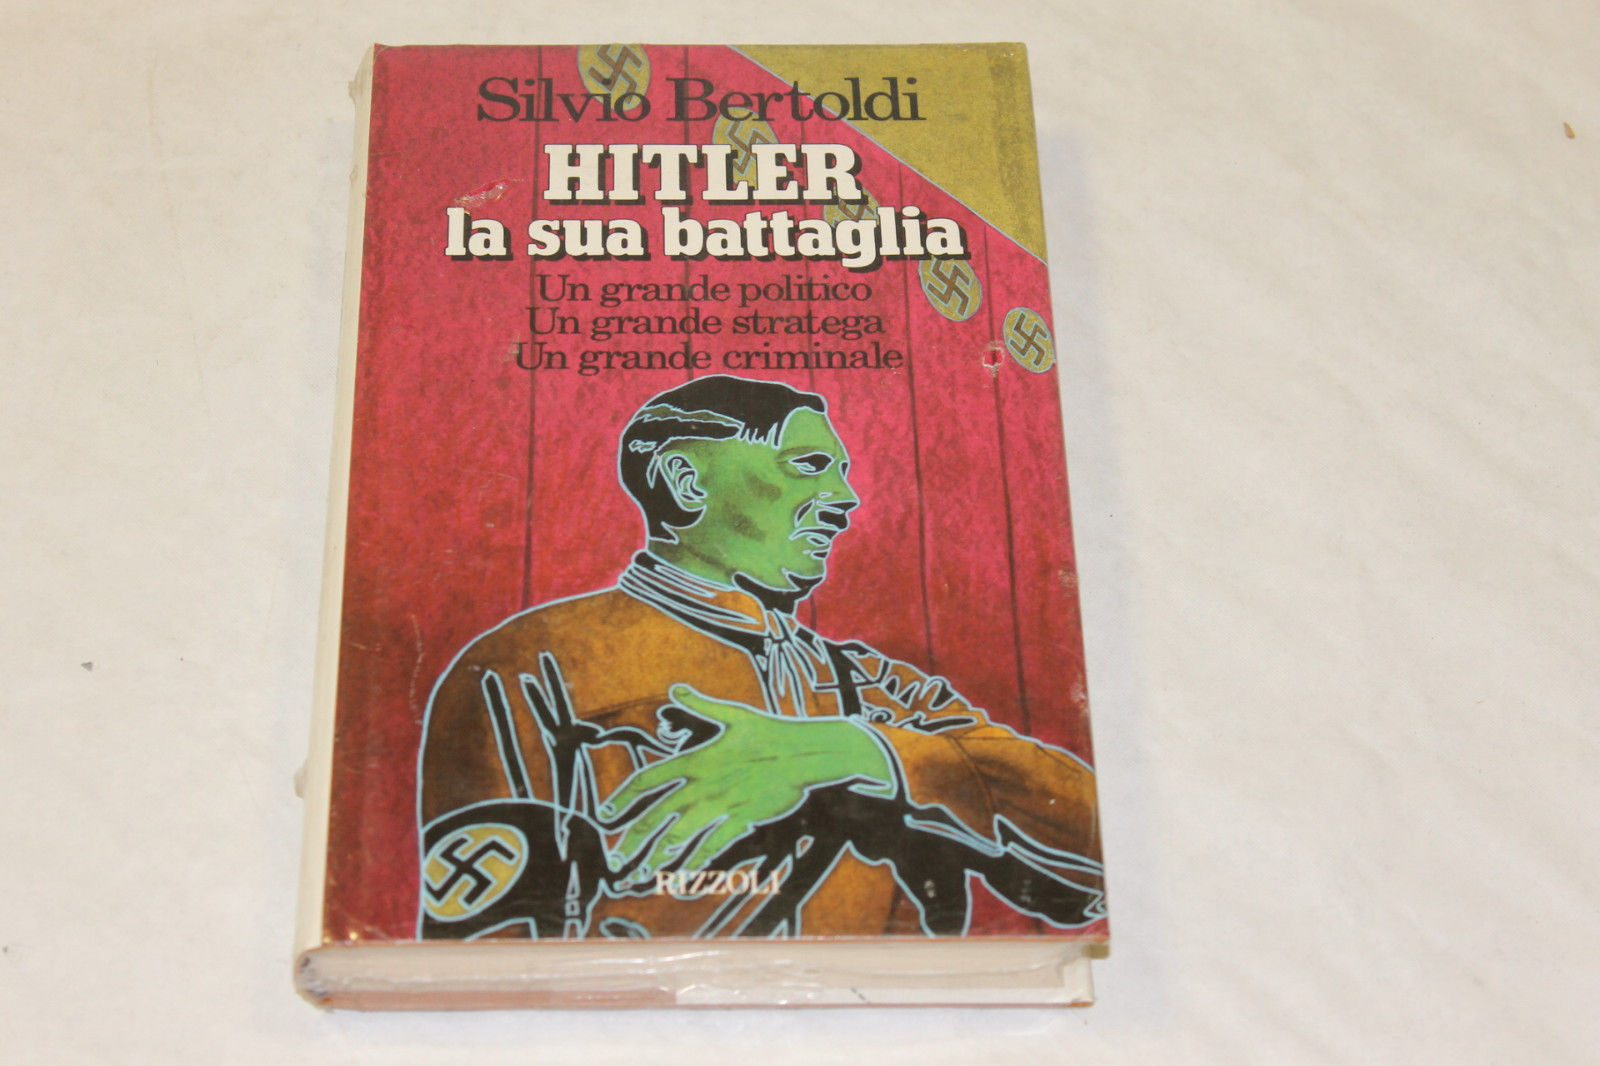 Silvio Bertoldi
HITLER
la sua battaglia
Un grande politico
Un grande stratega
Un grande criminale
RIZZOLI